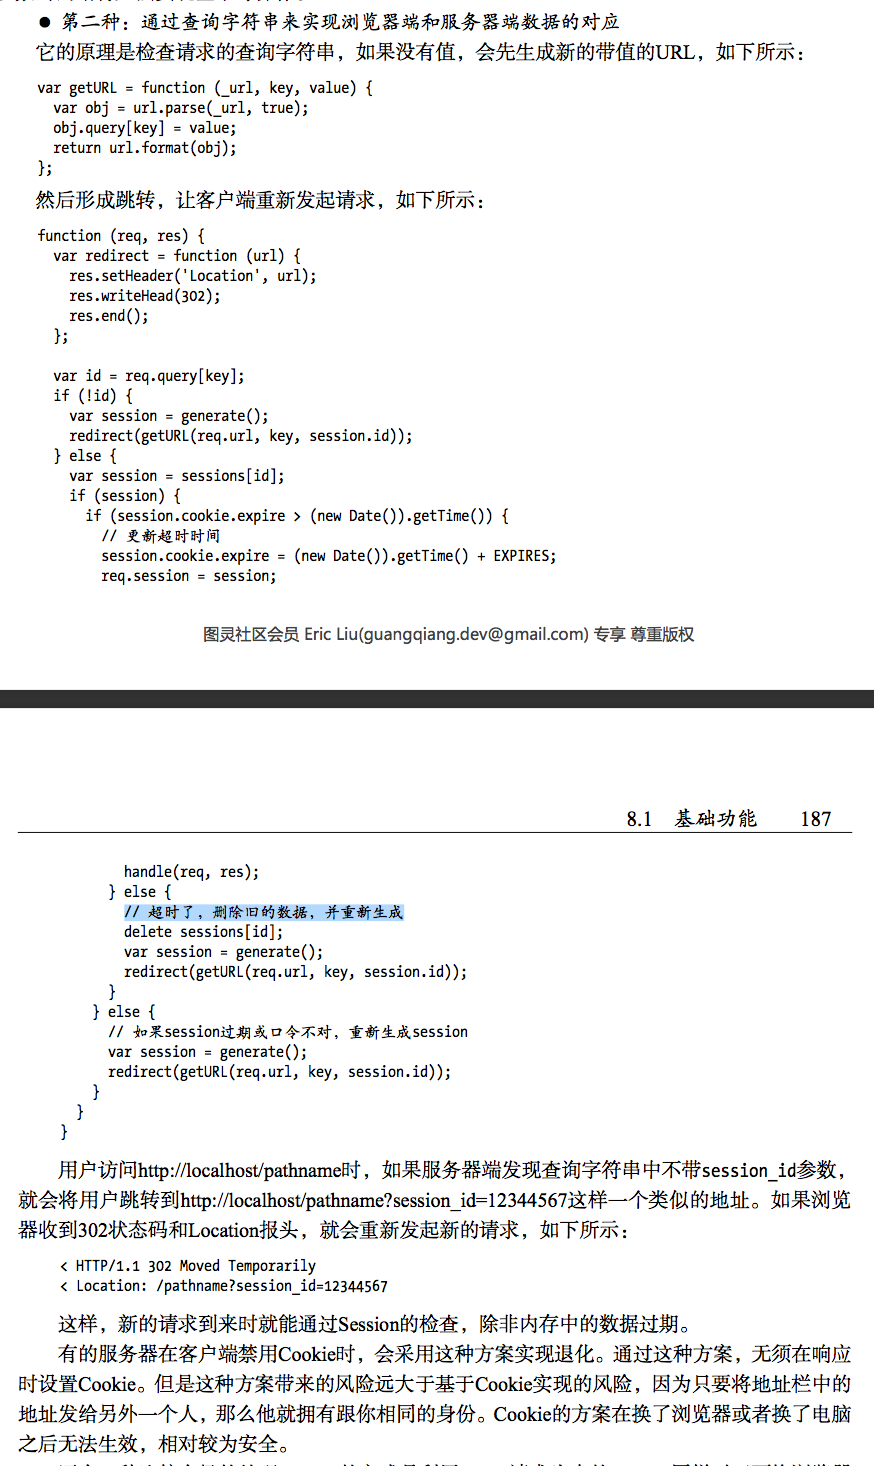 ● 第二种：通过查询字符串来实现浏览器端和服务器端数据的对应
它的原理是检查请求的查询字符串，如果没有值，会先生成新的带值的URL，如下所示：
var getURL = function (_url, key, value) {
  var obj = url.parse(_url, true);
  obj.query[key] = value;
  return url.format(obj);
};
然后形成跳转，让客户端重新发起请求，如下所示：
function (req, res) {
  var redirect = function (url) {
    res.setHeader('Location', url);
    res.writeHead(302);
    res.end();
  };
  var id = req.query[key];
  if (!id) {
    var session = generate();
    redirect(getURL(req.url, key, session.id));
  } else {
    var session = sessions[id];
    if (session) {
      if (session.cookie.expire > (new Date()).getTime()) {
        // 更新超时时间
        session.cookie.expire = (new Date()).getTime() + EXPIRES;
        req.session = session;
图灵社区会员 Eric Liu(guangqiang.dev@gmail.com) 专享 尊重版权
8.1 基础功能 187
        handle(req, res);
      } else {
        // 超时了，删除旧的数据，并重新生成
        delete sessions[id];
        var session = generate();
        redirect(getURL(req.url, key, session.id));
      }
    } else {
      // 如果session过期或口令不对，重新生成session
      var session = generate();
      redirect(getURL(req.url, key, session.id));
    }
  }
}
用户访问http://localhost/pathname时，如果服务器端发现查询字符串中不带session_id参数，
就会将用户跳转到http://localhost/pathname?session_id=12344567这样一个类似的地址。如果浏览
器收到302状态码和Location报头，就会重新发起新的请求，如下所示：
< HTTP/1.1 302 Moved Temporarily
< Location: /pathname?session_id=12344567
这样，新的请求到来时就能通过Session的检查，除非内存中的数据过期。
有的服务器在客户端禁用Cookie时，会采用这种方案实现退化。通过这种方案，无须在响应
时设置Cookie。但是这种方案带来的风险远大于基于Cookie实现的风险，因为只要将地址栏中的
地址发给另外一个人，那么他就拥有跟你相同的身份。Cookie的方案在换了浏览器或者换了电脑
之后无法生效，相对较为安全。